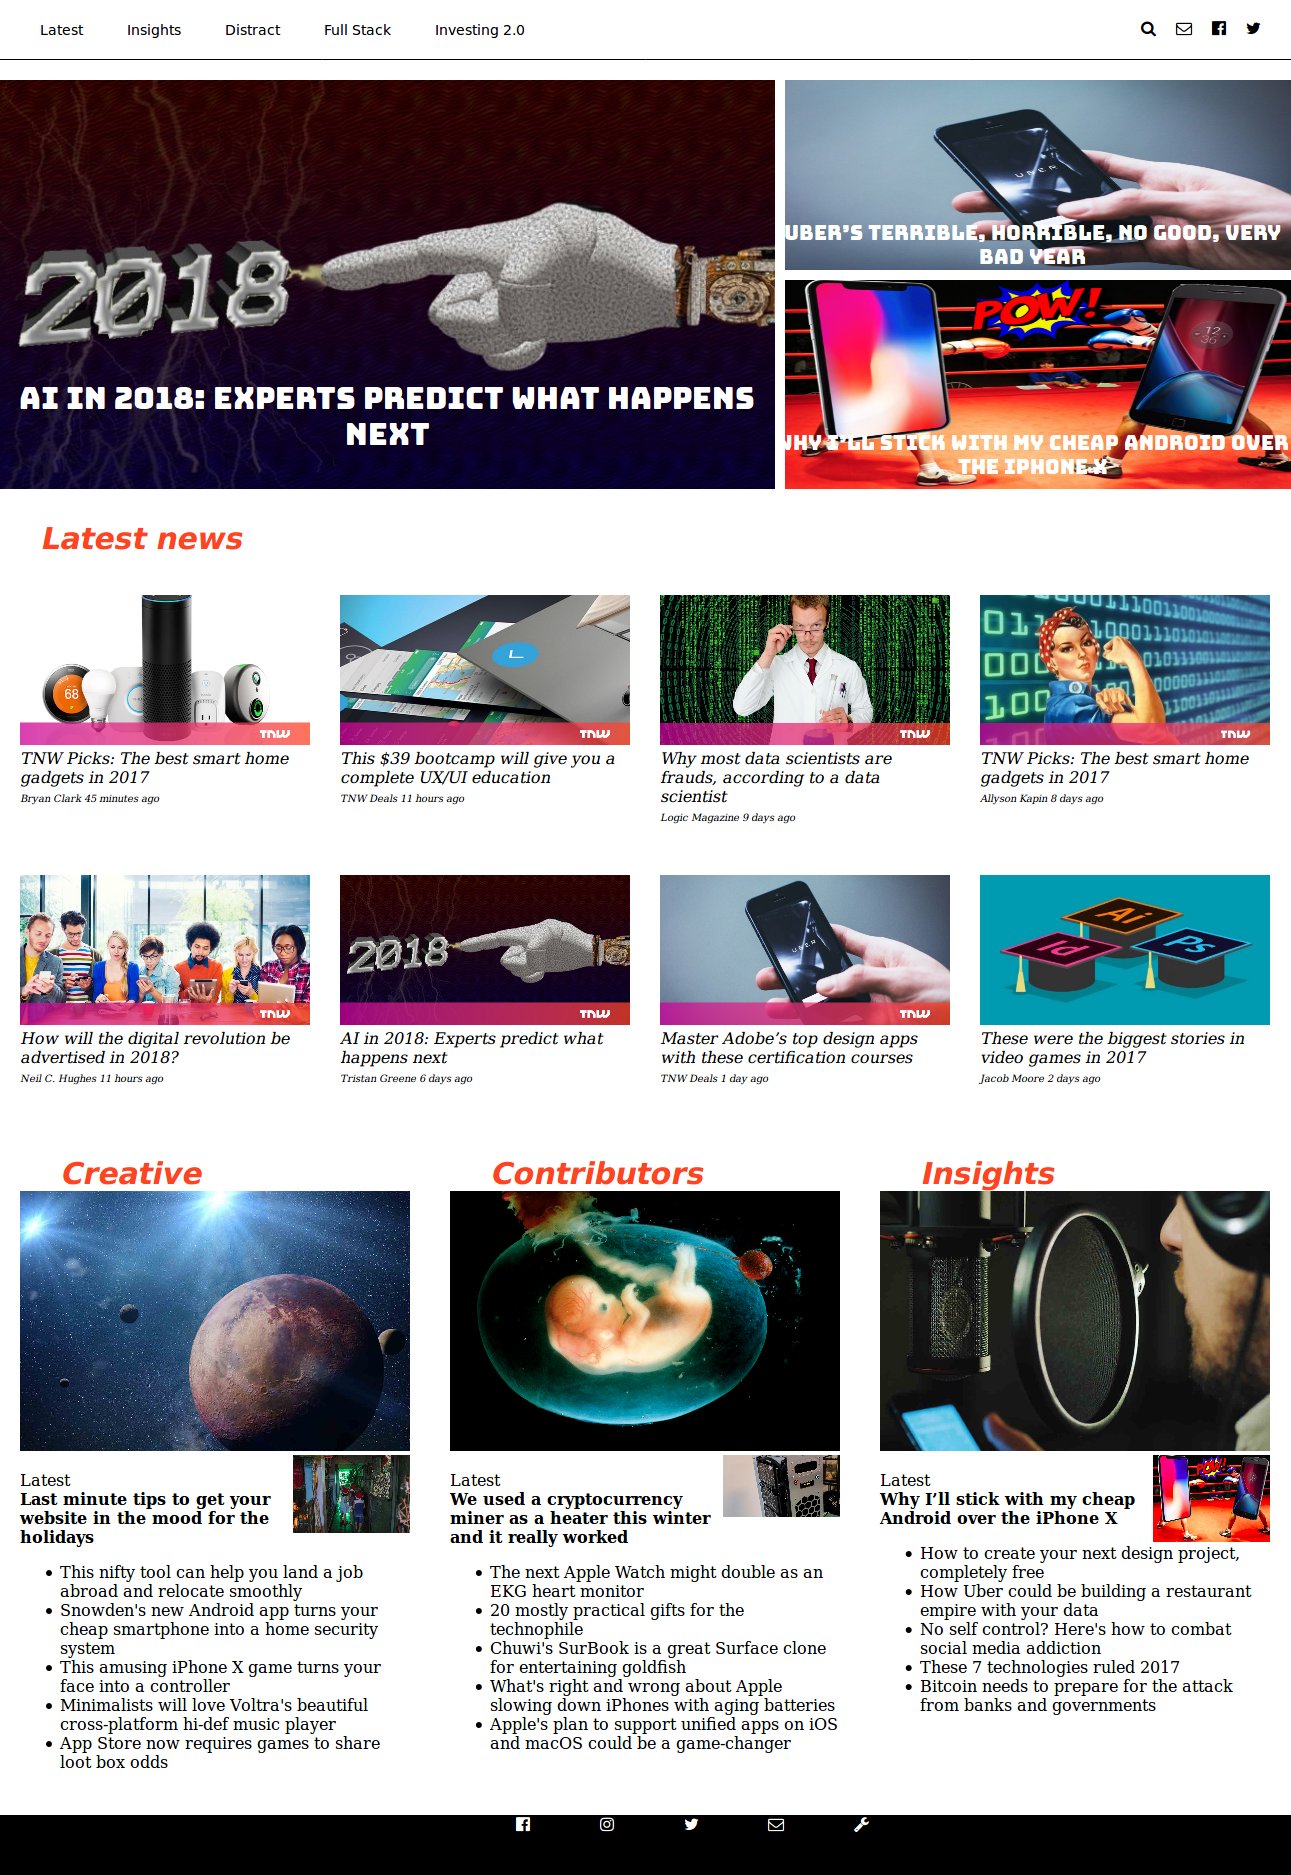 Latest Insights Distract Full Stack Investing 2.0
2018
AI IN 2018: EXPERTS PREDICT WHAT HAPPENS
NEXT
UBER
UBER'S TERRIBLE, HORRIBLE, NO GOOD, VERY
BAD YEAR
POW!
12
36
WHY I'LL STICK WITH MY CHEAP ANDROID OVER
THE IPHONE X
Latest news
68
TNW
TNW Picks: The best smart home
gadgets in 2017
Bryan Clark 45 minutes ago
TNW
This $39 bootcamp will give you a
complete UX/UI education
TNW Deals 11 hours ago
TNW
Why most data scientists are
frauds, according to a data
scientist
Logic Magazine 9 days ago
TNW
TNW Picks: The best smart home
gadgets in 2017
Allyson Kapin 8 days ago
TNW
How will the digital revolution be
advertised in 2018?
Neil C. Hughes 11 hours ago
2018
TNW
AI in 2018: Experts predict what
happens next
Tristan Greene 6 days ago
UBER
TNW
Master Adobe’s top design apps
with these certification courses
TNW Deals 1 day ago
Ai
Id
Ps
These were the biggest stories in
video games in 2017
Jacob Moore 2 days ago
Creative
Latest
Last minute tips to get your
website in the mood for the
holidays
This nifty tool can help you land a job
abroad and relocate smoothly
Snowden's new Android app turns your
cheap smartphone into a home security
system
This amusing iPhone X game turns your
face into a controller
Minimalists will love Voltra's beautiful
cross-platform hi-def music player
App Store now requires games to share
loot box odds
Contributors
Latest
We used a cryptocurrency
miner as a heater this winter
and it really worked
The next Apple Watch might double as an
EKG heart monitor
20 mostly practical gifts for the
technophile
Chuwi's SurBook is a great Surface clone
for entertaining goldfish
What's right and wrong about Apple
slowing down iPhones with aging batteries
Apple's plan to support unified apps on iOS
and macOS could be a game-changer
Insights
POW!
Latest
Why I’ll stick with my cheap
Android over the iPhone X
How to create your next design project,
completely free
How Uber could be building a restaurant
empire with your data
No self control? Here's how to combat
social media addiction
These 7 technologies ruled 2017
Bitcoin needs to prepare for the attack
from banks and governments